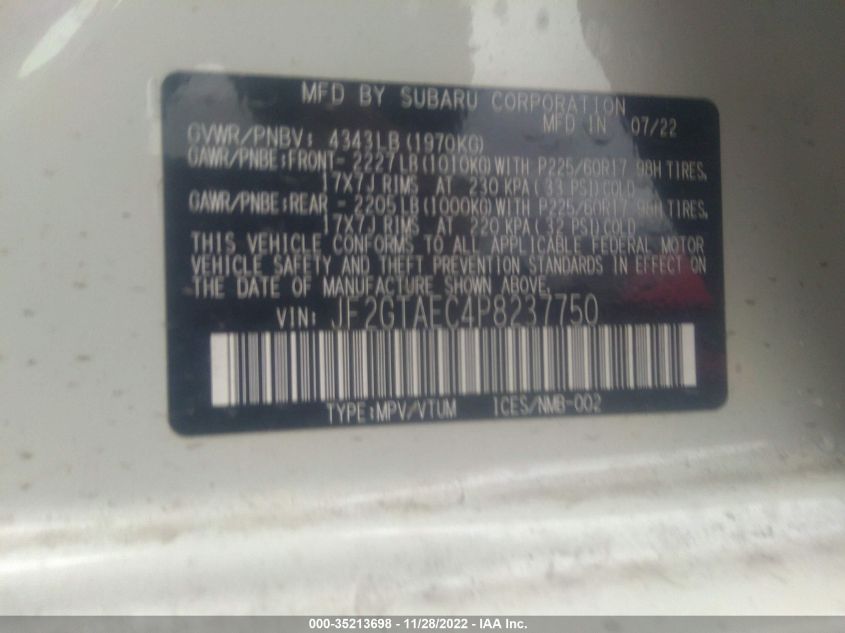 MFD BY SUBARU CORPORATION
MFD IN 07/22
GVWR/PNBV: 4343LB(1970KG)
GAWR/PNBE:FRONT- 2227LB(1010KG)WITH P225/60R17 98H TIRES,
17X7J RIMS AT 230 KPA(33 PSI)COLD
GAWR/PNBE:REAR - 2205LB(1000KG)WITH P225/60R17 98H TIRES,
17X7J RIMS AT 220 KPA(32 PSI)COLD
THIS VEHICLE CONFORMS TO ALL APPLICABLE FEDERAL MOTOR
VEHICLE SAFETY AND THEFT PREVENTION STANDARDS IN EFFECT ON
THE DATE OF MANUFACTURE SHOWN ABOVE.
VIN: JF2GTAEC4P8237750
TYPE:MPV/VTUM ICES/NMB-002
000-35213698 - 11/28/2022 - IAA Inc.